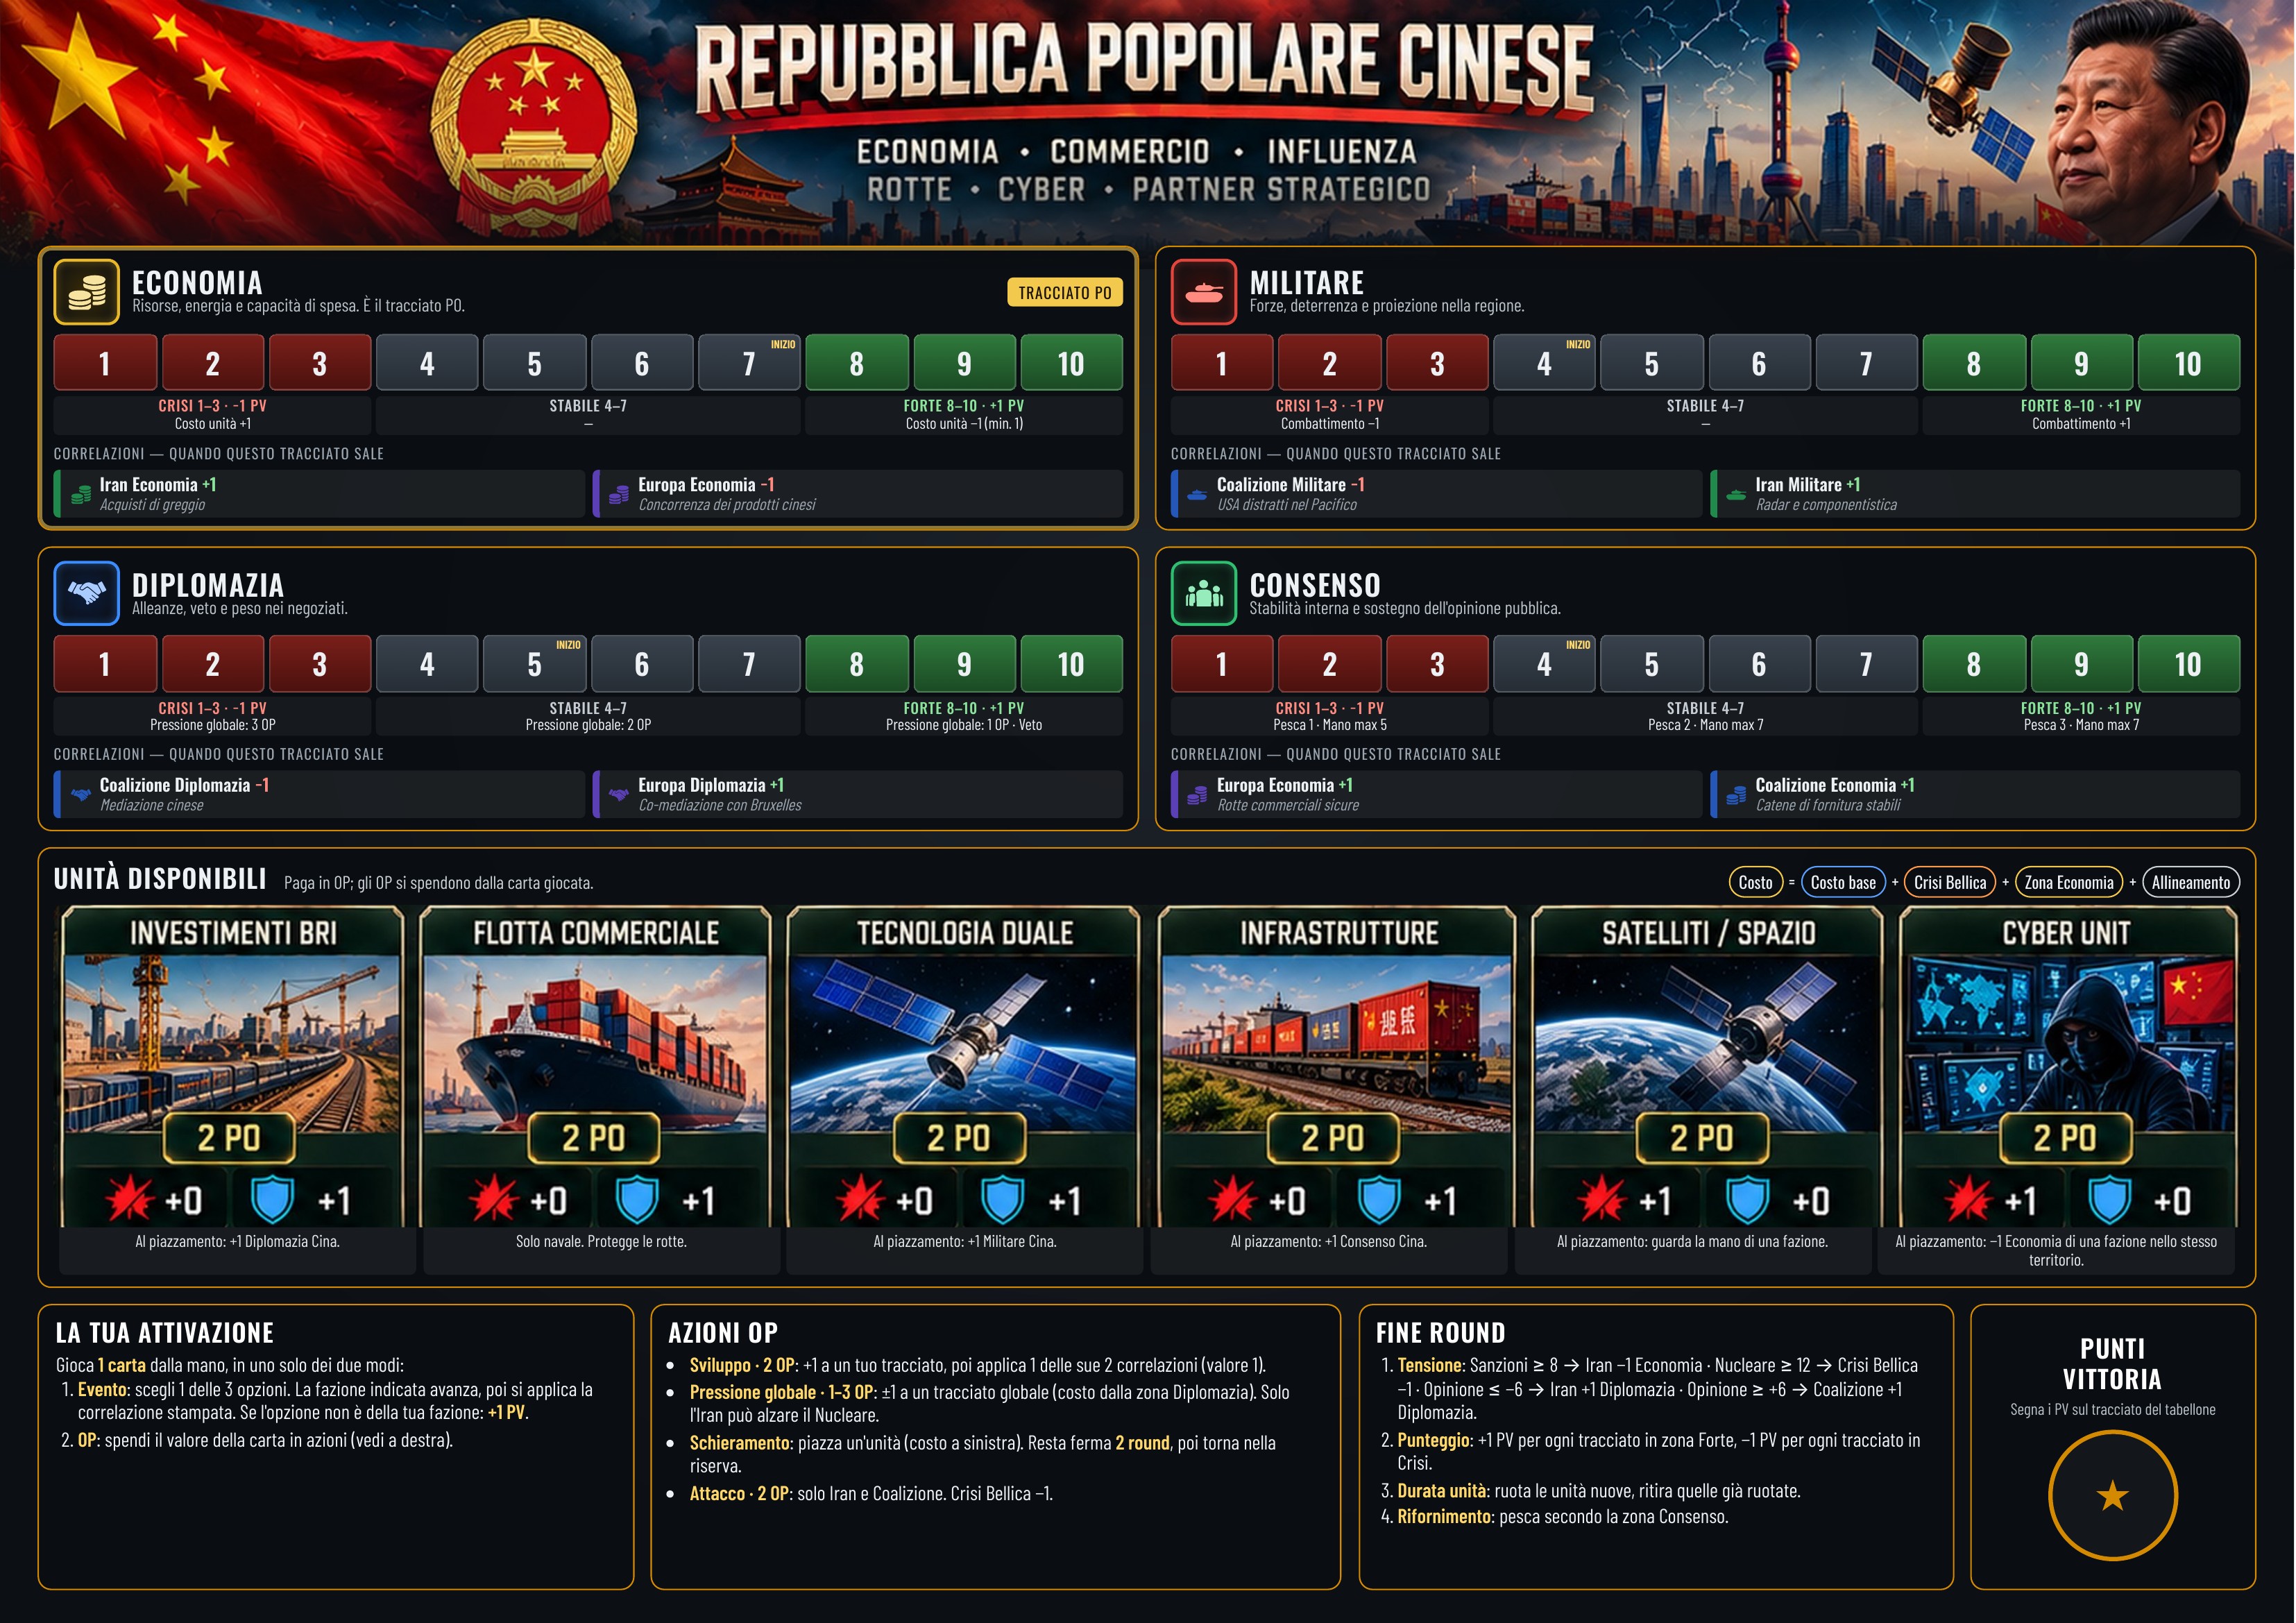 REPUBBLICA POPOLARE CINESE
ECONOMIA • COMMERCIO • INFLUENZA
ROTTE • CYBER • PARTNER STRATEGICO
ECONOMIA
Risorse, energia e capacità di spesa. È il tracciato PO.
TRACCIATO PO
1 2 3 4 5 6 7 INIZIO 8 9 10
CRISI 1–3 · −1 PV
Costo unità +1
STABILE 4–7
–
FORTE 8–10 · +1 PV
Costo unità −1 (min. 1)
CORRELAZIONI — QUANDO QUESTO TRACCIATO SALE
Iran Economia +1
Acquisti di greggio
Europa Economia −1
Concorrenza dei prodotti cinesi
MILITARE
Forze, deterrenza e proiezione nella regione.
1 2 3 4 INIZIO 5 6 7 8 9 10
CRISI 1–3 · −1 PV
Combattimento −1
STABILE 4–7
–
FORTE 8–10 · +1 PV
Combattimento +1
CORRELAZIONI — QUANDO QUESTO TRACCIATO SALE
Coalizione Militare −1
USA distratti nel Pacifico
Iran Militare +1
Radar e componentistica
DIPLOMAZIA
Alleanze, veto e peso nei negoziati.
1 2 3 4 5 INIZIO 6 7 8 9 10
CRISI 1–3 · −1 PV
Pressione globale: 3 OP
STABILE 4–7
Pressione globale: 2 OP
FORTE 8–10 · +1 PV
Pressione globale: 1 OP · Veto
CORRELAZIONI — QUANDO QUESTO TRACCIATO SALE
Coalizione Diplomazia −1
Mediazione cinese
Europa Diplomazia +1
Co-mediazione con Bruxelles
CONSENSO
Stabilità interna e sostegno dell'opinione pubblica.
1 2 3 4 INIZIO 5 6 7 8 9 10
CRISI 1–3 · −1 PV
Pesca 1 · Mano max 5
STABILE 4–7
Pesca 2 · Mano max 7
FORTE 8–10 · +1 PV
Pesca 3 · Mano max 7
CORRELAZIONI — QUANDO QUESTO TRACCIATO SALE
Europa Economia +1
Rotte commerciali sicure
Coalizione Economia +1
Catene di fornitura stabili
UNITÀ DISPONIBILI Paga in OP; gli OP si spendono dalla carta giocata.
Costo = Costo base + Crisi Bellica + Zona Economia + Allineamento
INVESTIMENTI BRI
2 PO
+0 +1
Al piazzamento: +1 Diplomazia Cina.
FLOTTA COMMERCIALE
2 PO
+0 +1
Solo navale. Protegge le rotte.
TECNOLOGIA DUALE
2 PO
+0 +1
Al piazzamento: +1 Militare Cina.
INFRASTRUTTURE
2 PO
+0 +1
Al piazzamento: +1 Consenso Cina.
SATELLITI / SPAZIO
2 PO
+1 +0
Al piazzamento: guarda la mano di una fazione.
CYBER UNIT
2 PO
+1 +0
Al piazzamento: −1 Economia di una fazione nello stesso
territorio.
LA TUA ATTIVAZIONE
Gioca 1 carta dalla mano, in uno solo dei due modi:
1. Evento: scegli 1 delle 3 opzioni. La fazione indicata avanza, poi si applica la
correlazione stampata. Se l'opzione non è della tua fazione: +1 PV.
2. OP: spendi il valore della carta in azioni (vedi a destra).
AZIONI OP
• Sviluppo · 2 OP: +1 a un tuo tracciato, poi applica 1 delle sue 2 correlazioni (valore 1).
• Pressione globale · 1–3 OP: ±1 a un tracciato globale (costo dalla zona Diplomazia). Solo
l'Iran può alzare il Nucleare.
• Schieramento: piazza un'unità (costo a sinistra). Resta ferma 2 round, poi torna nella
riserva.
• Attacco · 2 OP: solo Iran e Coalizione. Crisi Bellica −1.
FINE ROUND
1. Tensione: Sanzioni ≥ 8 → Iran −1 Economia · Nucleare ≥ 12 → Crisi Bellica
−1 · Opinione ≤ −6 → Iran +1 Diplomazia · Opinione ≥ +6 → Coalizione +1
Diplomazia.
2. Punteggio: +1 PV per ogni tracciato in zona Forte, −1 PV per ogni tracciato in
Crisi.
3. Durata unità: ruota le unità nuove, ritira quelle già ruotate.
4. Rifornimento: pesca secondo la zona Consenso.
PUNTI
VITTORIA
Segna i PV sul tracciato del tabellone